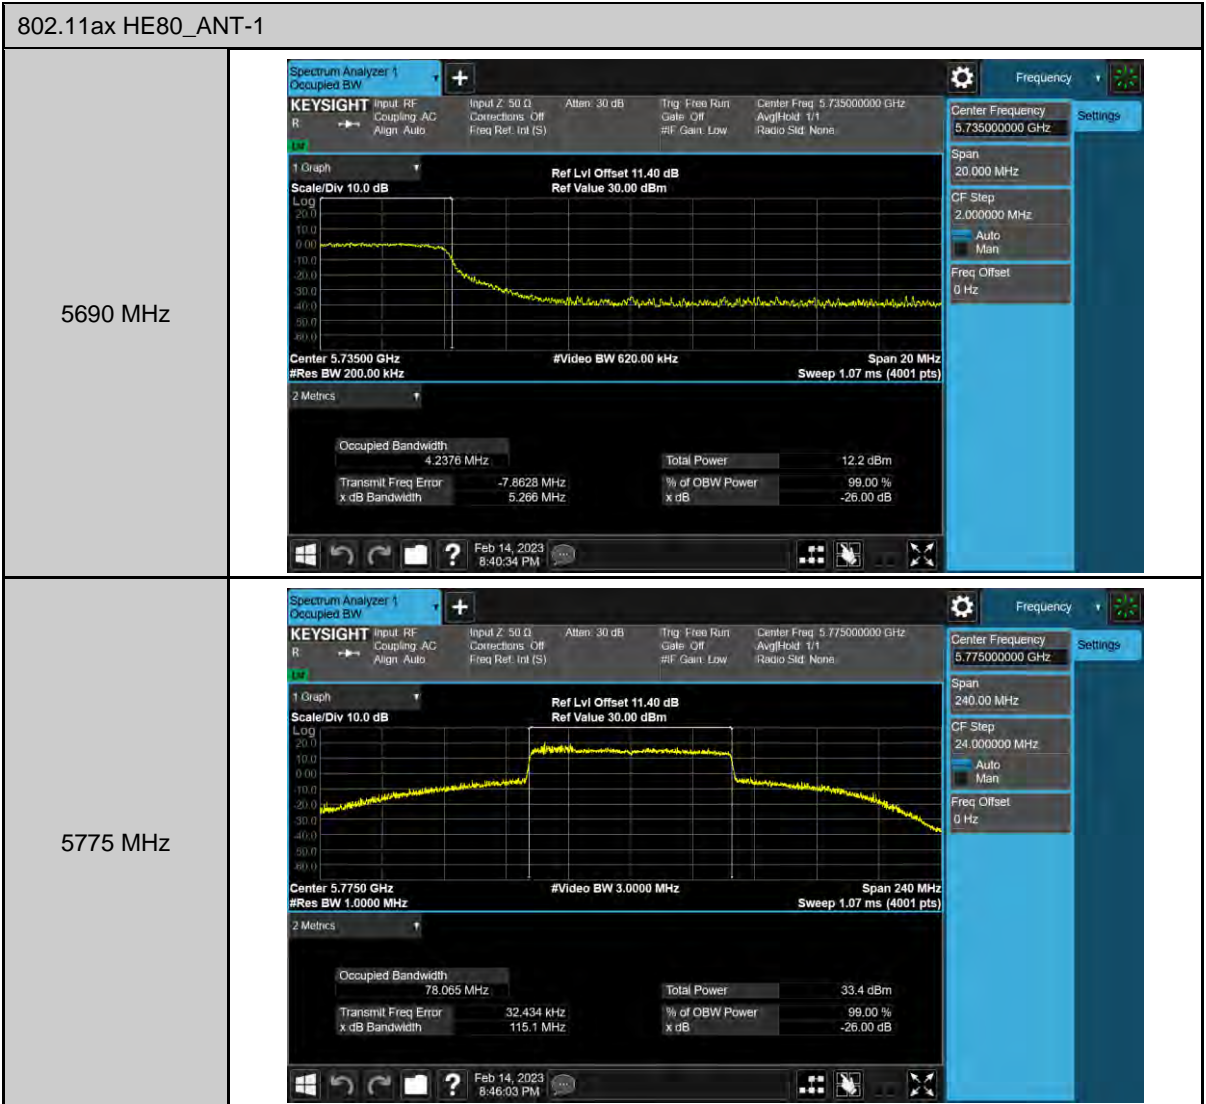 802.11ax HE80_ANT-1
5690 MHz
Spectrum Analyzer 1
Occupied BW
Frequency
KEYSIGHT
R
Input: RF
Coupling: AC
Align: Auto
Input Z: 50 Ω
Corrections: Off
Freq Ref: Int (S)
Atten: 30 dB
Trig: Free Run
Gate: Off
#IF Gain: Low
Center Freq: 5.735000000 GHz
Avg|Hold: 1/1
Radio Std: None
Center Frequency
5.735000000 GHz
Settings
Span
20.000 MHz
CF Step
2.000000 MHz
Auto
Man
Freq Offset
0 Hz
1 Graph
Scale/Div 10.0 dB
Ref Lvl Offset 11.40 dB
Ref Value 30.00 dBm
Log
20.0
10.0
0.00
-10.0
-20.0
-30.0
-40.0
-50.0
-60.0
Center 5.73500 GHz
#Video BW 620.00 kHz
Span 20 MHz
#Res BW 200.00 kHz
Sweep 1.07 ms (4001 pts)
2 Metrics
Occupied Bandwidth
4.2376 MHz
Total Power 12.2 dBm
Transmit Freq Error -7.8628 MHz
% of OBW Power 99.00 %
x dB Bandwidth 5.266 MHz
x dB -26.00 dB
?
Feb 14, 2023
8:40:34 PM
5775 MHz
Spectrum Analyzer 1
Occupied BW
Frequency
KEYSIGHT
R
Input: RF
Coupling: AC
Align: Auto
Input Z: 50 Ω
Corrections: Off
Freq Ref: Int (S)
Atten: 30 dB
Trig: Free Run
Gate: Off
#IF Gain: Low
Center Freq: 5.775000000 GHz
Avg|Hold: 1/1
Radio Std: None
Center Frequency
5.775000000 GHz
Settings
Span
240.00 MHz
CF Step
24.000000 MHz
Auto
Man
Freq Offset
0 Hz
1 Graph
Scale/Div 10.0 dB
Ref Lvl Offset 11.40 dB
Ref Value 30.00 dBm
Log
20.0
10.0
0.00
-10.0
-20.0
-30.0
-40.0
-50.0
-60.0
Center 5.7750 GHz
#Video BW 3.0000 MHz
Span 240 MHz
#Res BW 1.0000 MHz
Sweep 1.07 ms (4001 pts)
2 Metrics
Occupied Bandwidth
78.065 MHz
Total Power 33.4 dBm
Transmit Freq Error 32.434 kHz
% of OBW Power 99.00 %
x dB Bandwidth 115.1 MHz
x dB -26.00 dB
?
Feb 14, 2023
8:46:03 PM